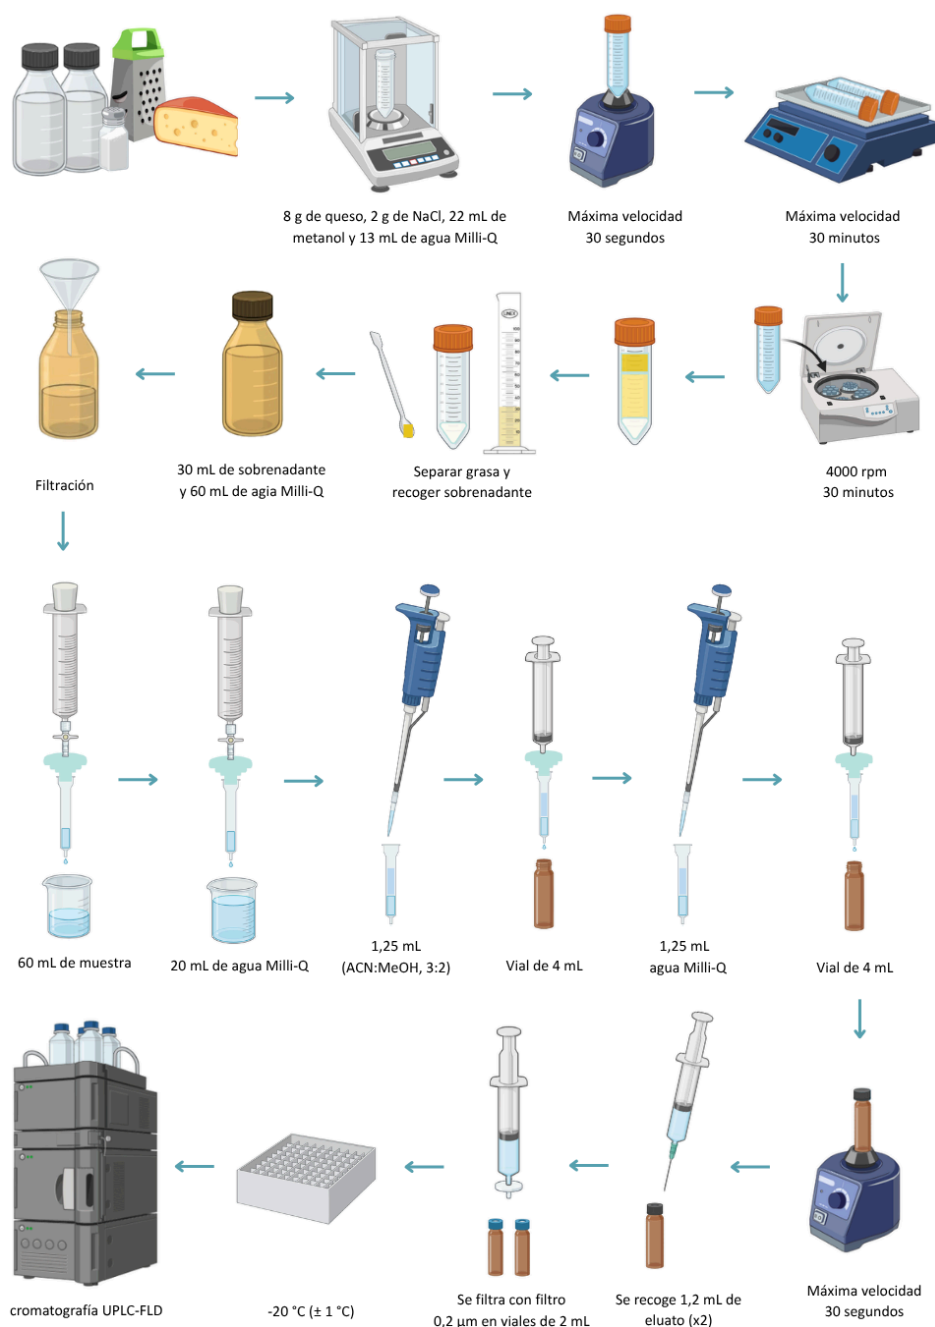 8 g de queso, 2 g de NaCl, 22 mL de
metanol y 13 mL de agua Milli-Q
Máxima velocidad
30 segundos
Máxima velocidad
30 minutos
4000 rpm
30 minutos
Separar grasa y
recoger sobrenadante
30 mL de sobrenadante
y 60 mL de agia Milli-Q
Filtración
60 mL de muestra
20 mL de agua Milli-Q
1,25 mL
(ACN:MeOH, 3:2)
Vial de 4 mL
1,25 mL
agua Milli-Q
Vial de 4 mL
Máxima velocidad
30 segundos
Se recoge 1,2 mL de
eluato (x2)
Se filtra con filtro
0,2 µm en viales de 2 mL
-20 °C (± 1 °C)
cromatografía UPLC-FLD